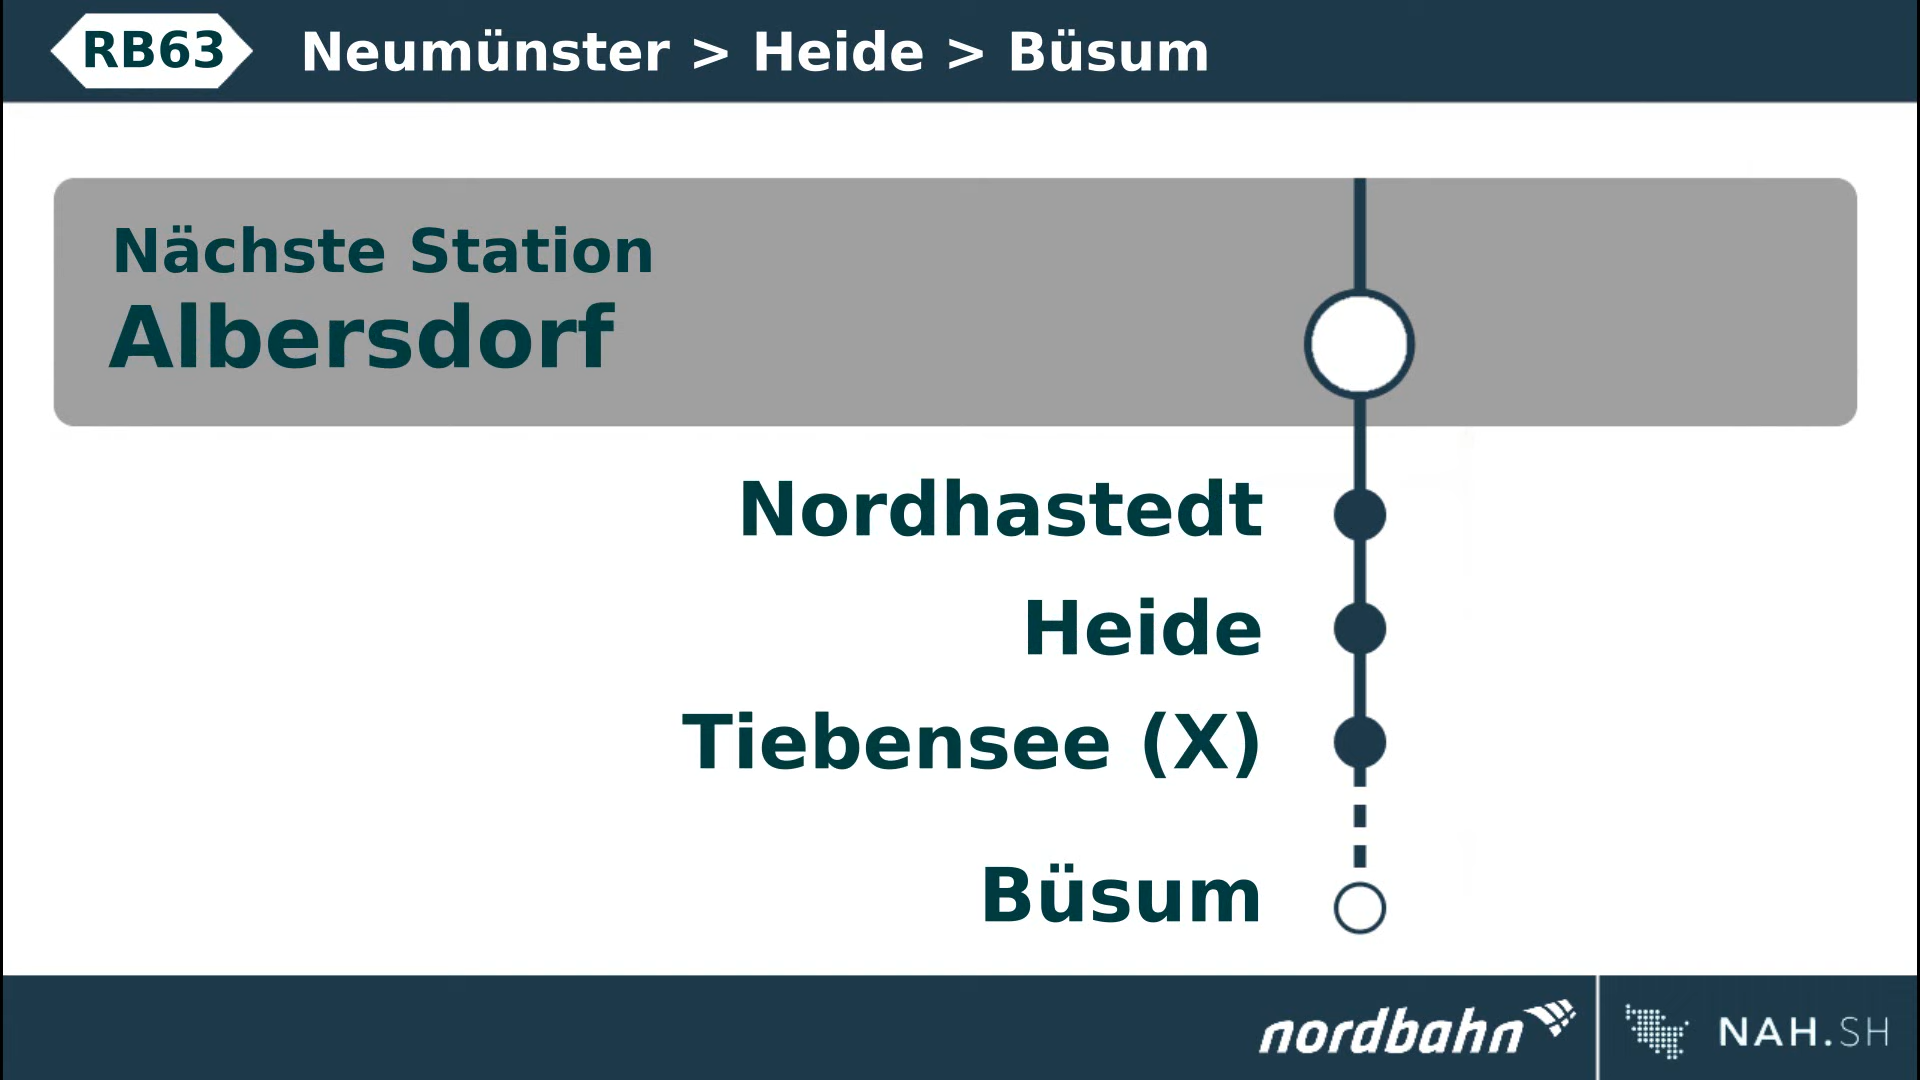 RB63 Neumünster > Heide > Büsum
Nächste Station
Albersdorf
Nordhastedt
Heide
Tiebensee (X)
Büsum
nordbahn NAH.SH